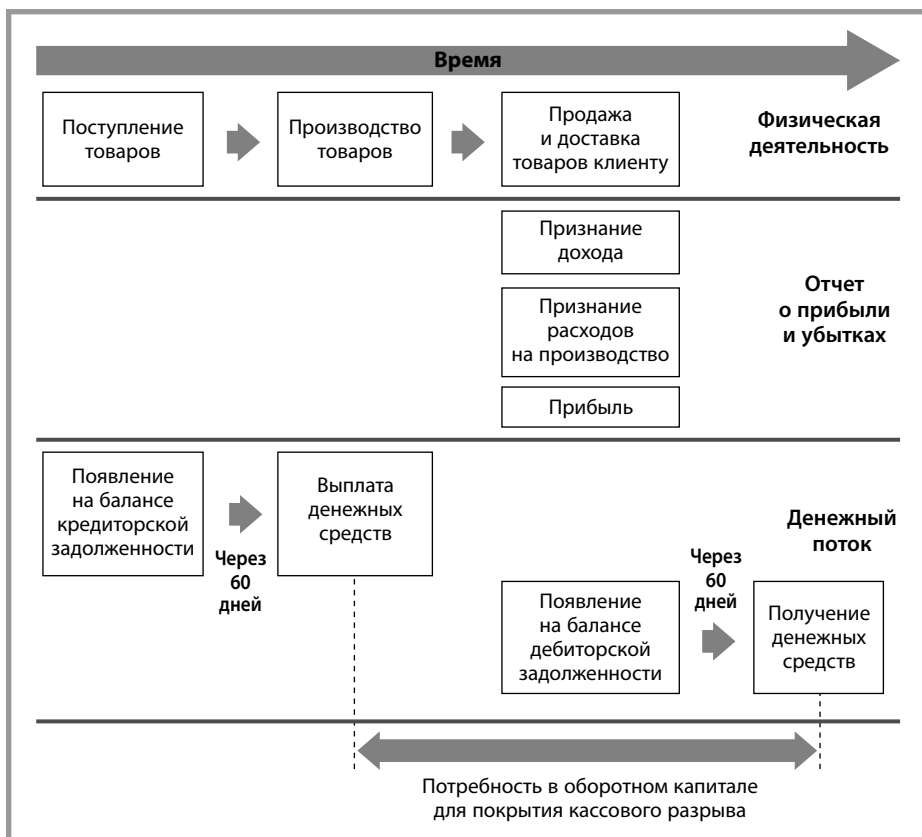 Время
Поступление
товаров
Производство
товаров
Продажа
и доставка
товаров клиенту
Физическая
деятельность
Признание
дохода
Признание
расходов
на производство
Прибыль
Отчет
о прибыли
и убытках
Появление
на балансе
кредиторской
задолженности
Через
60
дней
Выплата
денежных
средств
Денежный
поток
Появление
на балансе
дебиторской
задолженности
Через
60
дней
Получение
денежных
средств
Потребность в оборотном капитале
для покрытия кассового разрыва